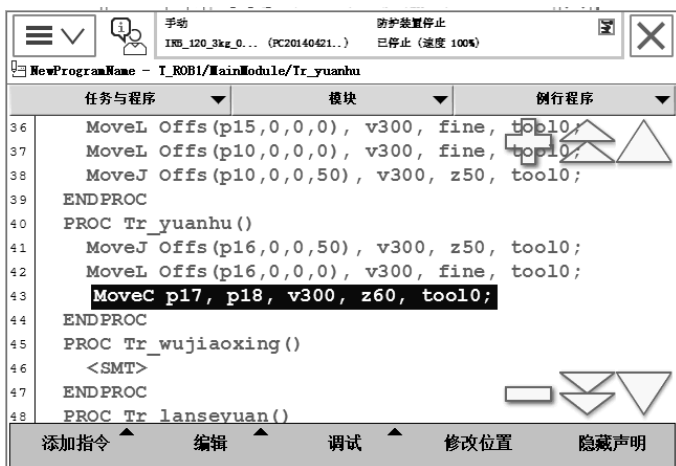 手动
防护装置停止
IRB_120_3kg_0... (PC20140421..)
已停止 (速度 100%)
NewProgramName - T_ROB1/MainModule/Tr_yuanhu
任务与程序
模块
例行程序
36 MoveL Offs(p15,0,0,0), v300, fine, tool0;
37 MoveL Offs(p10,0,0,0), v300, fine, tool0;
38 MoveJ Offs(p10,0,0,50), v300, z50, tool0;
39 ENDPROC
40 PROC Tr_yuanhu()
41 MoveJ Offs(p16,0,0,50), v300, z50, tool0;
42 MoveL Offs(p16,0,0,0), v300, fine, tool0;
43 MoveC p17, p18, v300, z60, tool0;
44 ENDPROC
45 PROC Tr_wujiaoxing()
46 <SMT>
47 ENDPROC
48 PROC Tr_lanseyuan()
添加指令
编辑
调试
修改位置
隐藏声明